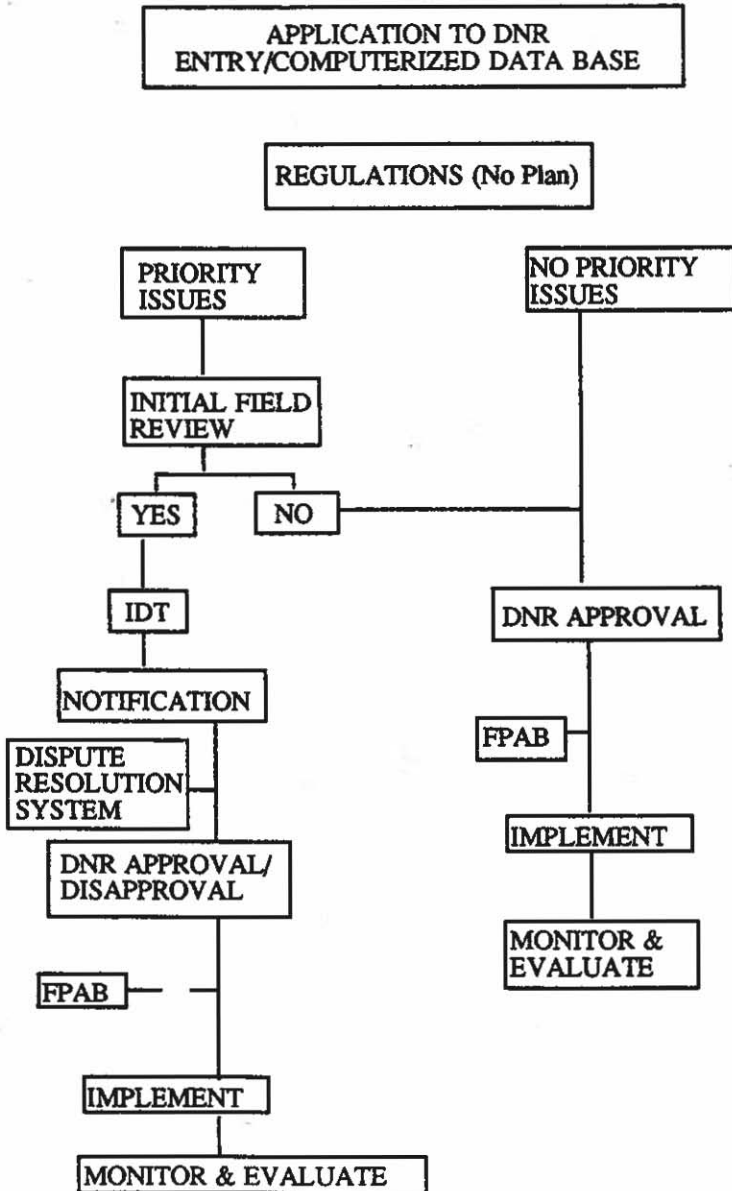 APPLICATION TO DNR
ENTRY/COMPUTERIZED DATA BASE
REGULATIONS (No Plan)
PRIORITY
ISSUES
NO PRIORITY
ISSUES
INITIAL FIELD
REVIEW
YES
NO
IDT
DNR APPROVAL
NOTIFICATION
FPAB
DISPUTE
RESOLUTION
SYSTEM
IMPLEMENT
DNR APPROVAL/
DISAPPROVAL
MONITOR &
EVALUATE
FPAB
IMPLEMENT
MONITOR & EVALUATE